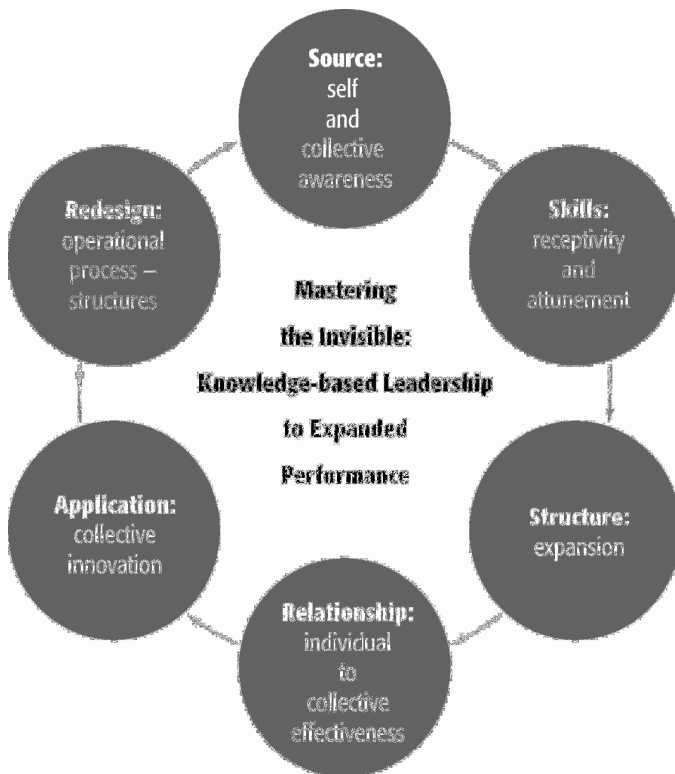 Source:
self
and
collective
awareness
Skills:
receptivity
and
attunement
Structure:
expansion
Relationship:
individual
to
collective
effectiveness
Application:
collective
innovation
Redesign:
operational
process –
structures
Mastering
the Invisible:
Knowledge-based Leadership
to Expanded
Performance